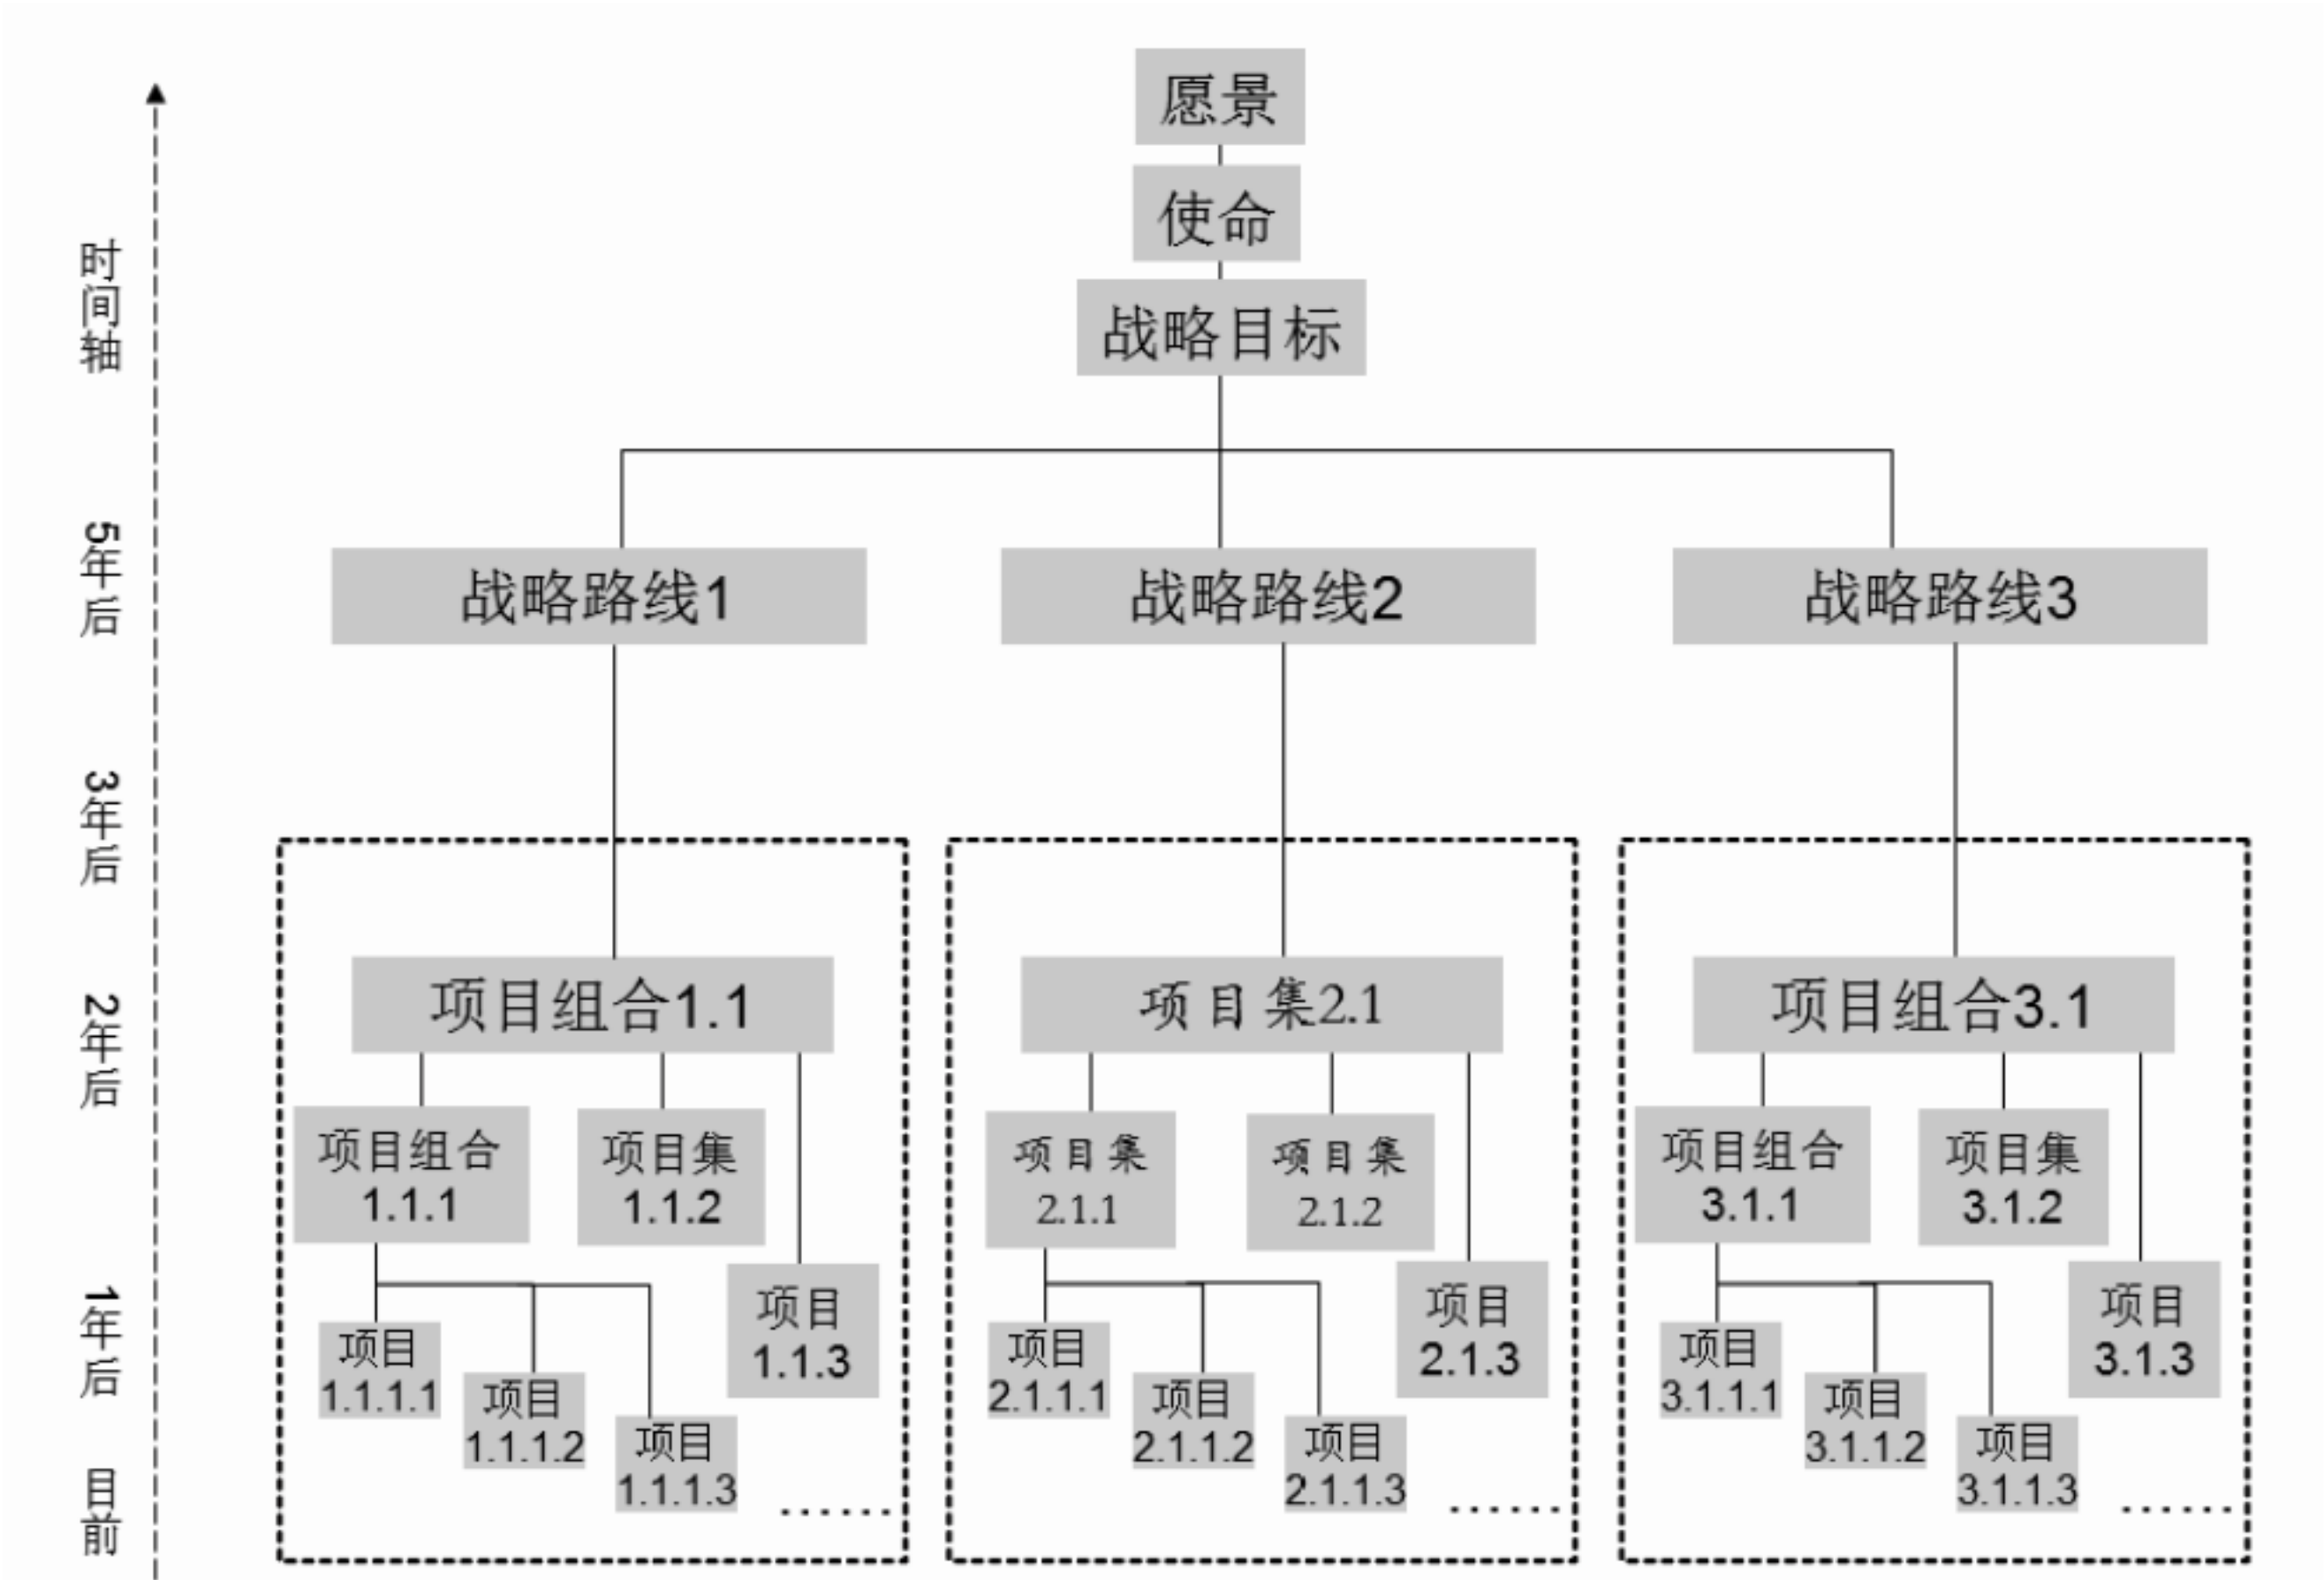 愿景
使命
战略目标
时间轴
5年后
3年后
2年后
1年后
目前
战略路线1
战略路线2
战略路线3
项目组合1.1
项目集2.1
项目组合3.1
项目组合
1.1.1
项目集
1.1.2
项目
1.1.3
项目
1.1.1.1
项目
1.1.1.2
项目
1.1.1.3
......
项目集
2.1.1
项目集
2.1.2
项目
2.1.3
项目
2.1.1.1
项目
2.1.1.2
项目
2.1.1.3
......
项目组合
3.1.1
项目集
3.1.2
项目
3.1.3
项目
3.1.1.1
项目
3.1.1.2
项目
3.1.1.3
......